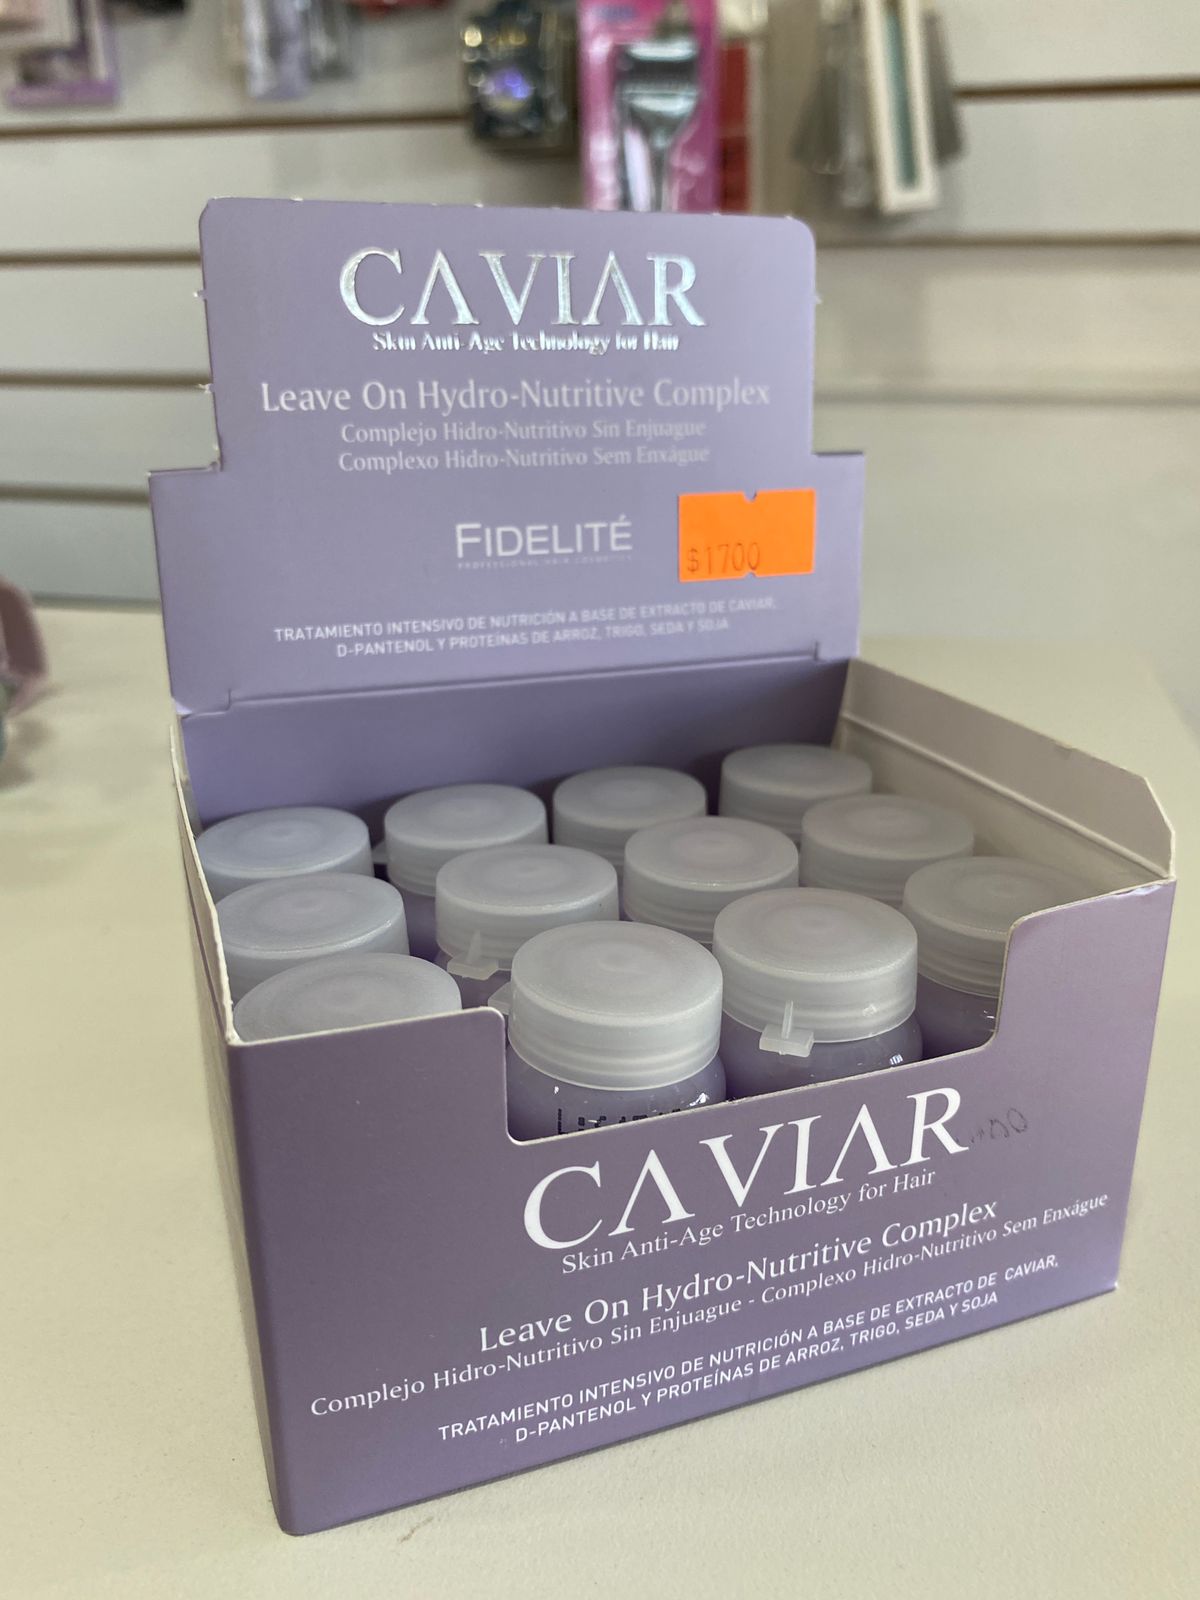 CAVIAR
Skin Anti-Age Technology for Hair
Leave On Hydro-Nutritive Complex
Complejo Hidro-Nutritivo Sin Enjuague
Complexo Hidro-Nutritivo Sem Enxágue
FIDELITÉ
PROFESSIONAL HAIR COSMETICS
$1700
TRATAMIENTO INTENSIVO DE NUTRICIÓN A BASE DE EXTRACTO DE CAVIAR,
D-PANTENOL Y PROTEÍNAS DE ARROZ, TRIGO, SEDA Y SOJA
CAVIAR
Skin Anti-Age Technology for Hair
Leave On Hydro-Nutritive Complex
Complejo Hidro-Nutritivo Sin Enjuague - Complexo Hidro-Nutritivo Sem Enxágue
TRATAMIENTO INTENSIVO DE NUTRICIÓN A BASE DE EXTRACTO DE CAVIAR,
D-PANTENOL Y PROTEÍNAS DE ARROZ, TRIGO, SEDA Y SOJA